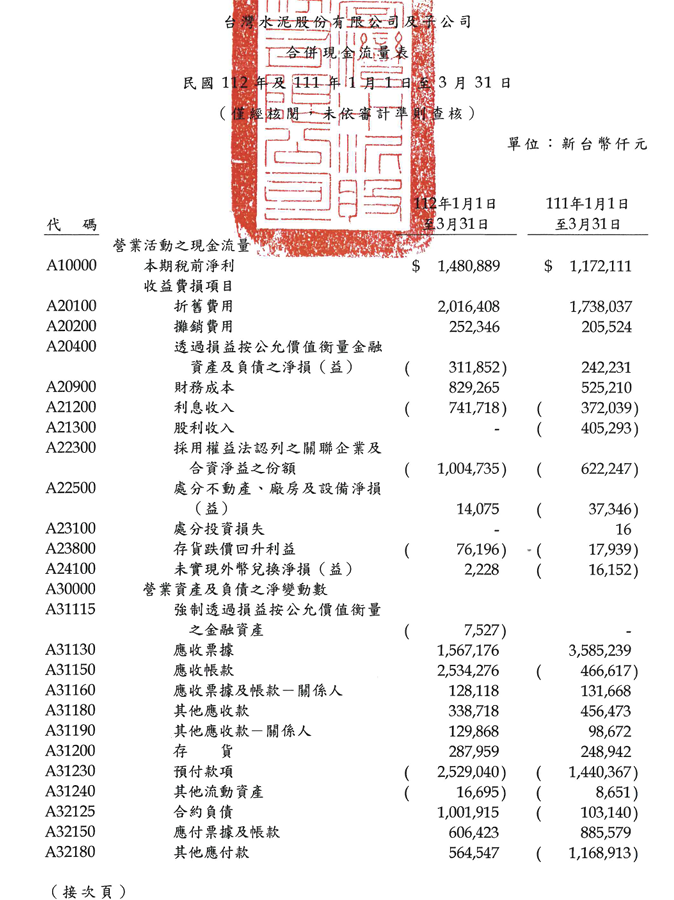 台灣水泥股份有限公司及子公司
合併現金流量表
民國 112 年及 111 年 1 月 1 日至 3 月 31 日
（僅經核閱，未依審計準則查核）
單位：新台幣仟元
112年1月1日 111年1月1日
代 碼 至3月31日 至3月31日
營業活動之現金流量
A10000 本期稅前淨利 $ 1,480,889 $ 1,172,111
收益費損項目
A20100 折舊費用 2,016,408 1,738,037
A20200 攤銷費用 252,346 205,524
A20400 透過損益按公允價值衡量金融
資產及負債之淨損（益） ( 311,852) 242,231
A20900 財務成本 829,265 525,210
A21200 利息收入 ( 741,718) ( 372,039)
A21300 股利收入 - ( 405,293)
A22300 採用權益法認列之關聯企業及
合資淨益之份額 ( 1,004,735) ( 622,247)
A22500 處分不動產、廠房及設備淨損
（益） 14,075 ( 37,346)
A23100 處分投資損失 - 16
A23800 存貨跌價回升利益 ( 76,196) ( 17,939)
A24100 未實現外幣兌換淨損（益） 2,228 ( 16,152)
A30000 營業資產及負債之淨變動數
A31115 強制透過損益按公允價值衡量
之金融資產 ( 7,527) -
A31130 應收票據 1,567,176 3,585,239
A31150 應收帳款 2,534,276 ( 466,617)
A31160 應收票據及帳款－關係人 128,118 131,668
A31180 其他應收款 338,718 456,473
A31190 其他應收款－關係人 129,868 98,672
A31200 存 貨 287,959 248,942
A31230 預付款項 ( 2,529,040) ( 1,440,367)
A31240 其他流動資產 ( 16,695) ( 8,651)
A32125 合約負債 1,001,915 ( 103,140)
A32150 應付票據及帳款 606,423 885,579
A32180 其他應付款 564,547 ( 1,168,913)
（接次頁）